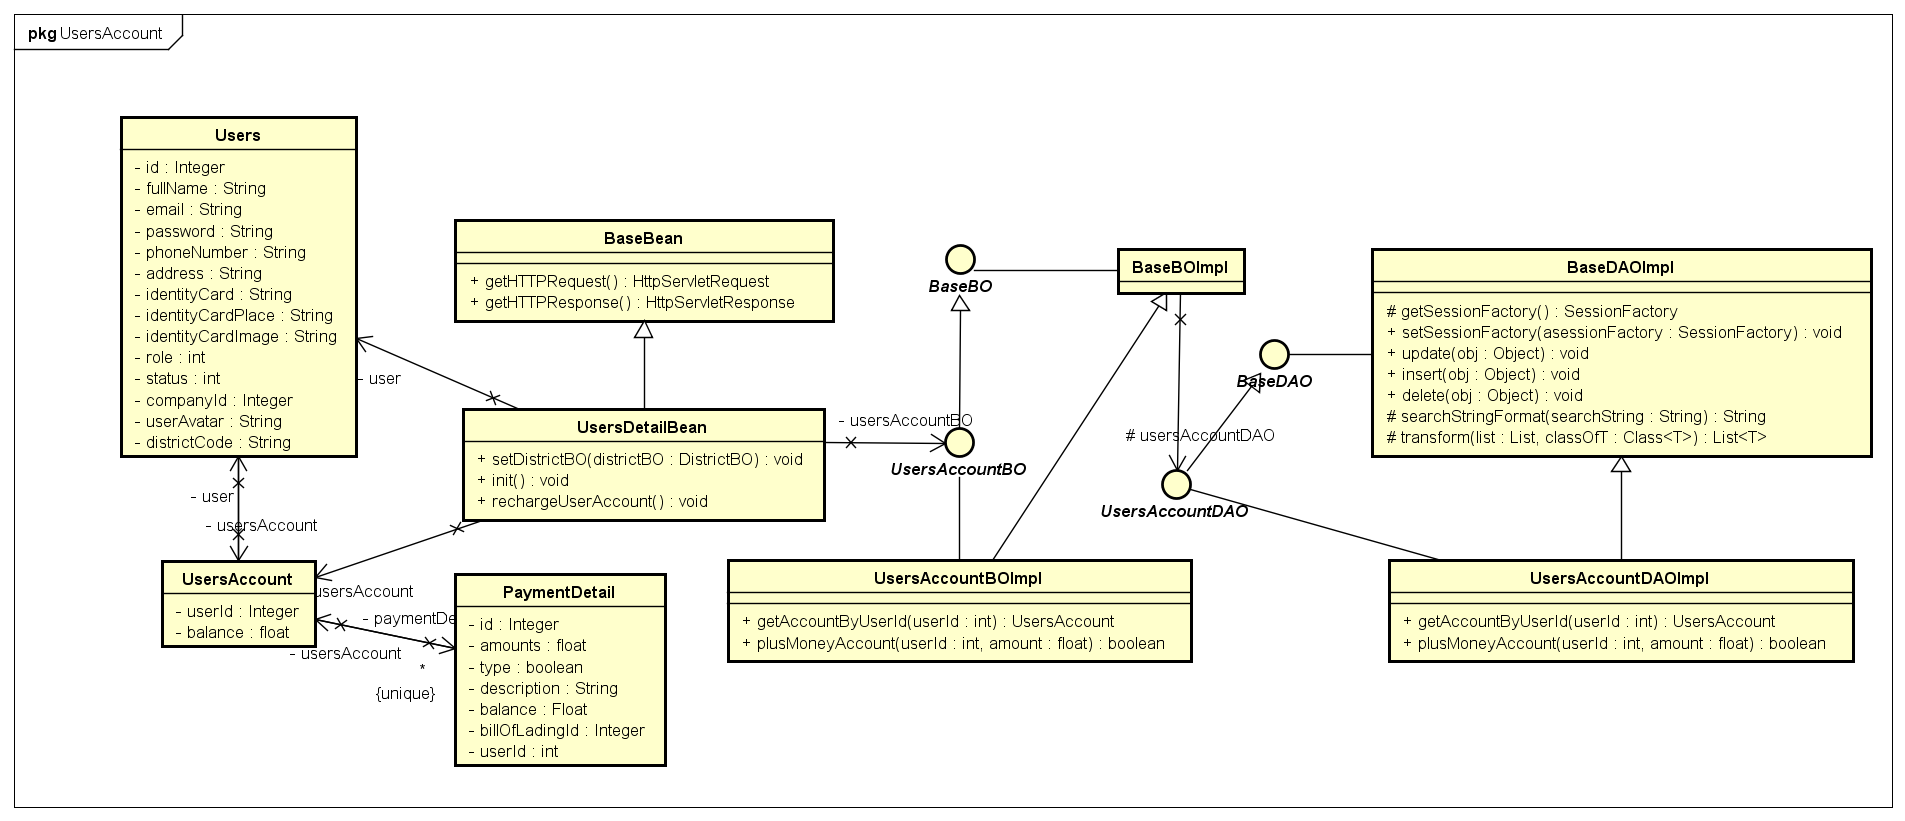 pkg UsersAccount
Users
- id : Integer
- fullName : String
- email : String
- password : String
- phoneNumber : String
- address : String
- identityCard : String
- identityCardPlace : String
- identityCardImage : String
- role : int
- status : int
- companyId : Integer
- userAvatar : String
- districtCode : String
BaseBean
+ getHTTPRequest() : HttpServletRequest
+ getHTTPResponse() : HttpServletResponse
BaseBO
BaseBOImpl
BaseDAOImpl
# getSessionFactory() : SessionFactory
+ setSessionFactory(asessionFactory : SessionFactory) : void
+ update(obj : Object) : void
+ insert(obj : Object) : void
+ delete(obj : Object) : void
# searchStringFormat(searchString : String) : String
# transform(list : List, classOfT : Class<T>) : List<T>
BaseDAO
- user
UsersDetailBean
+ setDistrictBO(districtBO : DistrictBO) : void
+ init() : void
+ rechargeUserAccount() : void
- usersAccountBO
UsersAccountBO
# usersAccountDAO
UsersAccountDAO
- user
- usersAccount
UsersAccount
- userId : Integer
- balance : float
usersAccount
- paymentDe
- usersAccount
*
{unique}
PaymentDetail
- id : Integer
- amounts : float
- type : boolean
- description : String
- balance : Float
- billOfLadingId : Integer
- userId : int
UsersAccountBOImpl
+ getAccountByUserId(userId : int) : UsersAccount
+ plusMoneyAccount(userId : int, amount : float) : boolean
UsersAccountDAOImpl
+ getAccountByUserId(userId : int) : UsersAccount
+ plusMoneyAccount(userId : int, amount : float) : boolean